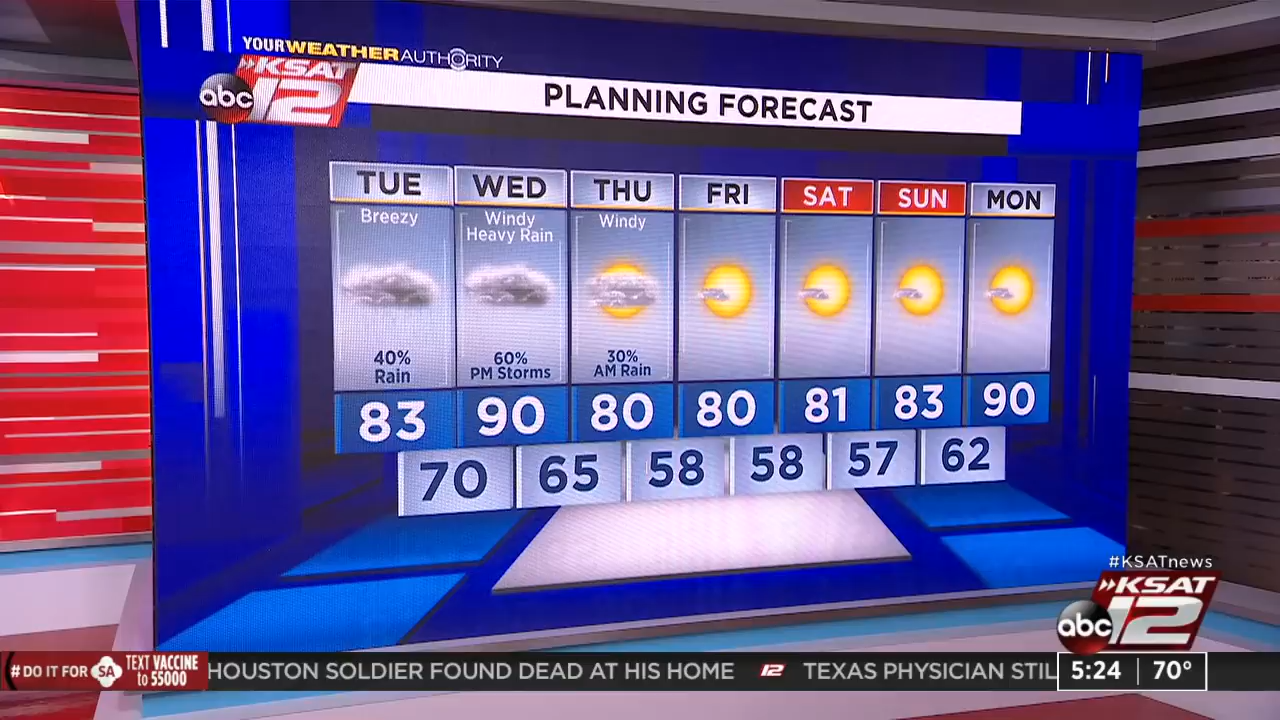 YOUR WEATHER AUTHORITY
KSAT
abc 12
PLANNING FORECAST
TUE WED THU FRI SAT SUN MON
Breezy Windy Windy
Heavy Rain
40% 60% 30%
Rain PM Storms AM Rain
83 90 80 80 81 83 90
70 65 58 58 57 62
#KSATnews
KSAT
abc 12
#DO IT FOR SA TEXT VACCINE
to 55000
HOUSTON SOLDIER FOUND DEAD AT HIS HOME 12 TEXAS PHYSICIAN STIL
5:24 70°